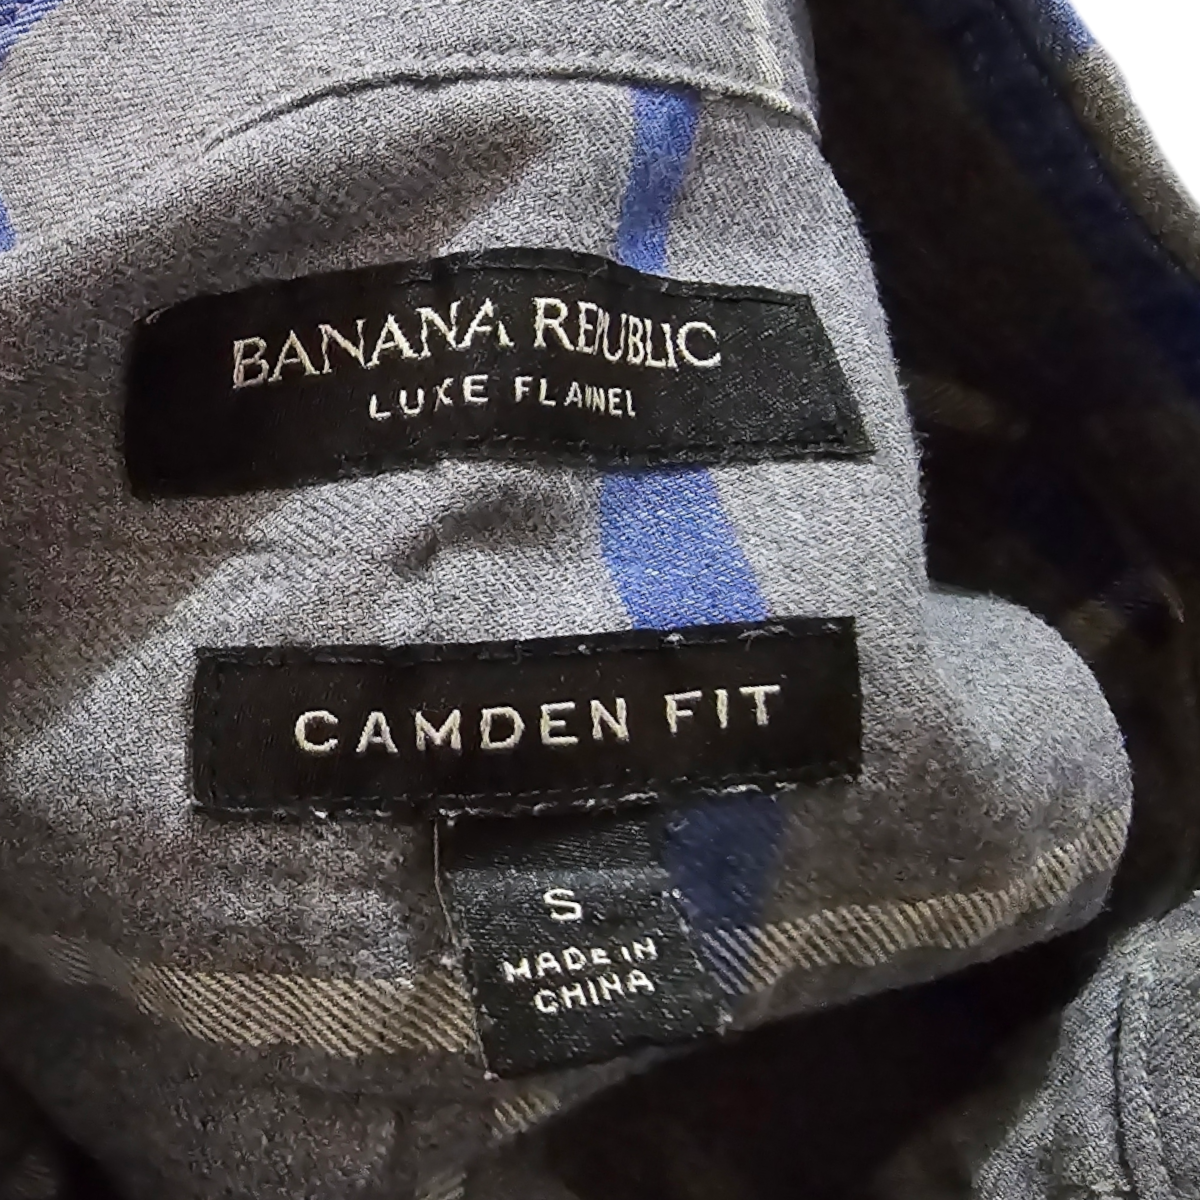 BANANA REPUBLIC
LUXE FLANNEL
CAMDEN FIT
S
MADE IN
CHINA